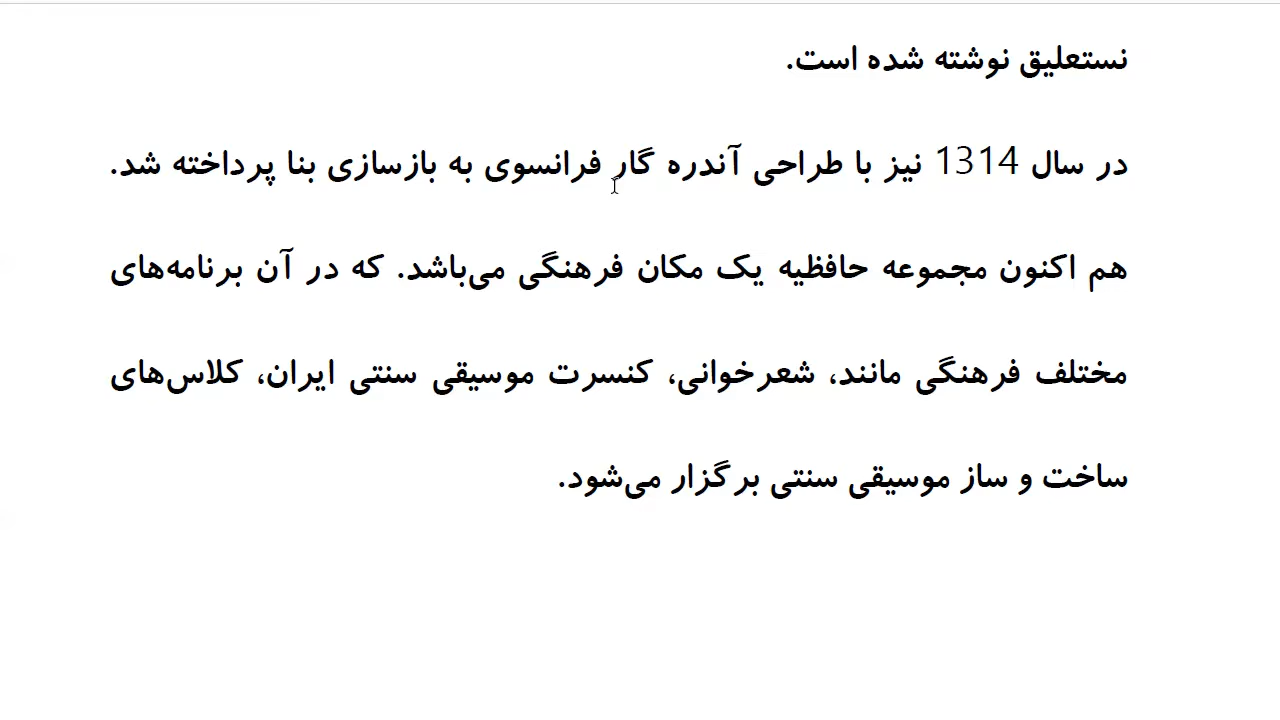 نستعلیق نوشته شده است.
در سال 1314 نیز با طراحی آندره گار فرانسوی به بازسازی بنا پرداخته شد.
هم اکنون مجموعه حافظیه یک مکان فرهنگی می‌باشد. که در آن برنامه‌های
مختلف فرهنگی مانند، شعرخوانی، کنسرت موسیقی سنتی ایران، کلاس‌های
ساخت و ساز موسیقی سنتی برگزار می‌شود.